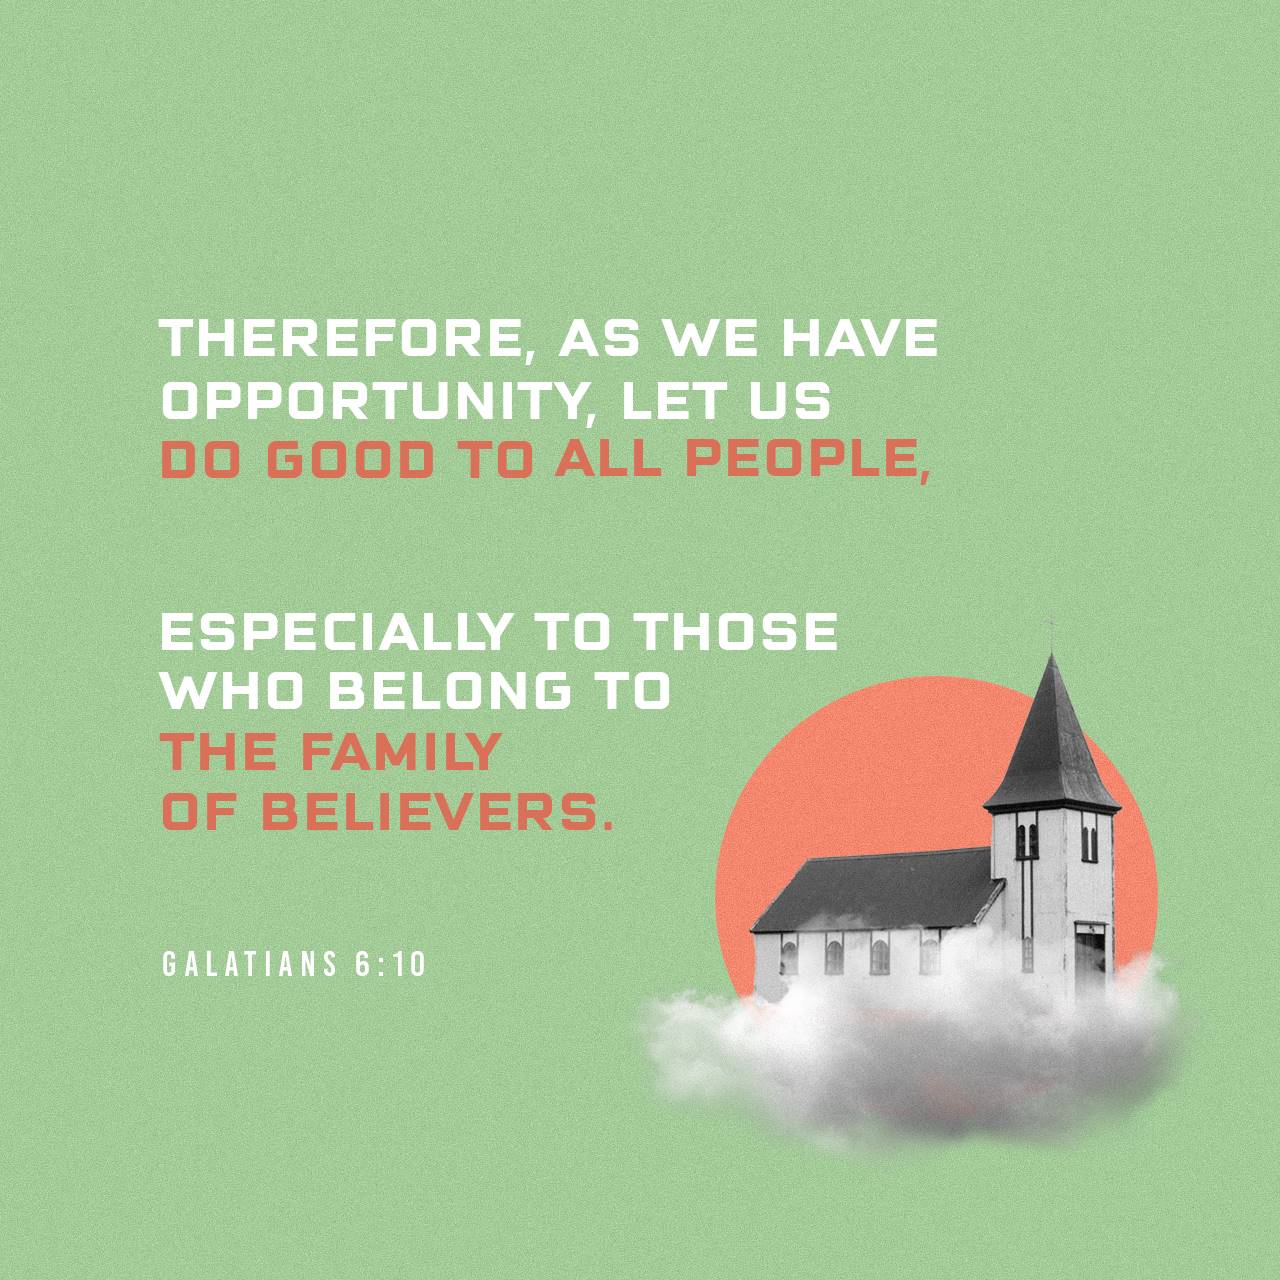 THEREFORE, AS WE HAVE
OPPORTUNITY, LET US
DO GOOD TO ALL PEOPLE,
ESPECIALLY TO THOSE
WHO BELONG TO
THE FAMILY
OF BELIEVERS.
GALATIANS 6:10